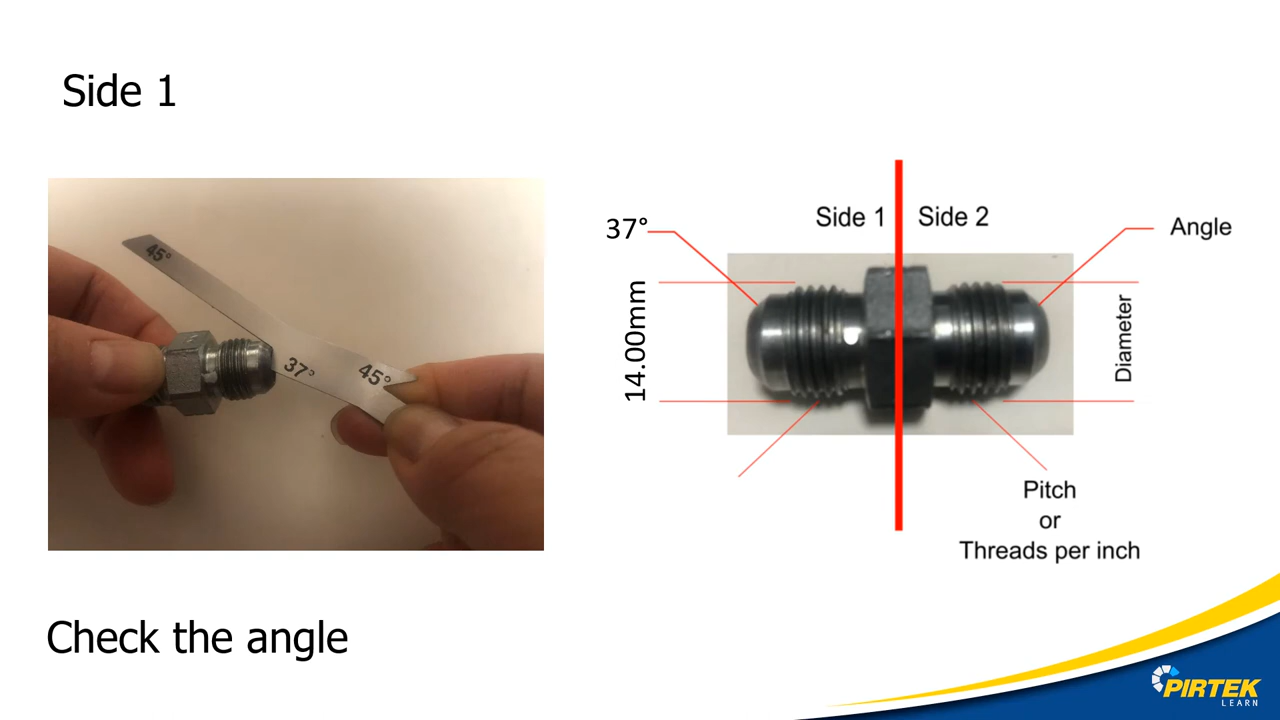 Side 1
45°
37°
45°
Side 1
Side 2
37°
Angle
14.00mm
Diameter
Pitch
or
Threads per inch
Check the angle
PIRTEK
LEARN